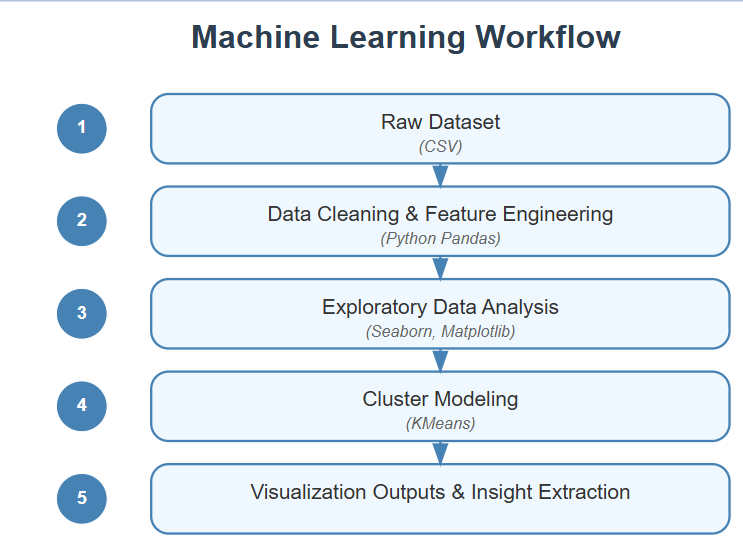 Machine Learning Workflow
1
Raw Dataset
(CSV)
2
Data Cleaning & Feature Engineering
(Python Pandas)
3
Exploratory Data Analysis
(Seaborn, Matplotlib)
4
Cluster Modeling
(KMeans)
5
Visualization Outputs & Insight Extraction